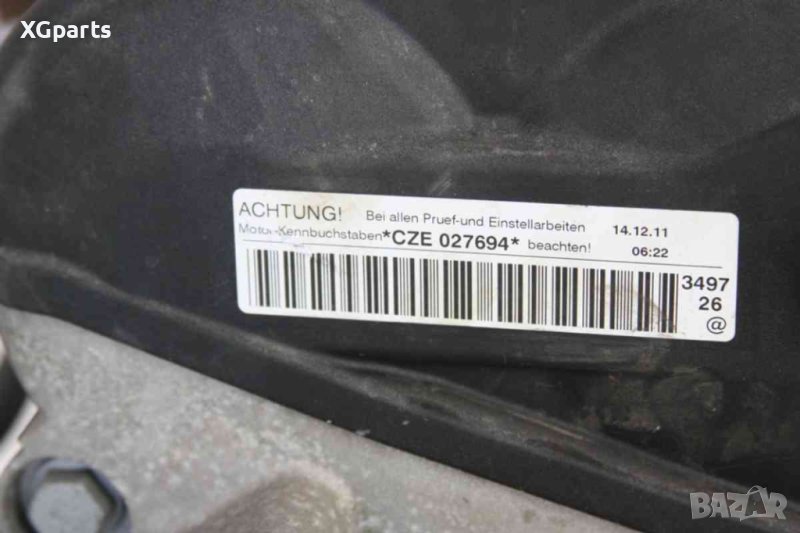 XGparts
ACHTUNG! Bei allen Pruef-und Einstellarbeiten 14.12.11
Motor-Kennbuchstaben *CZE 027694* beachten! 06:22
3497
26
@
BAZAR